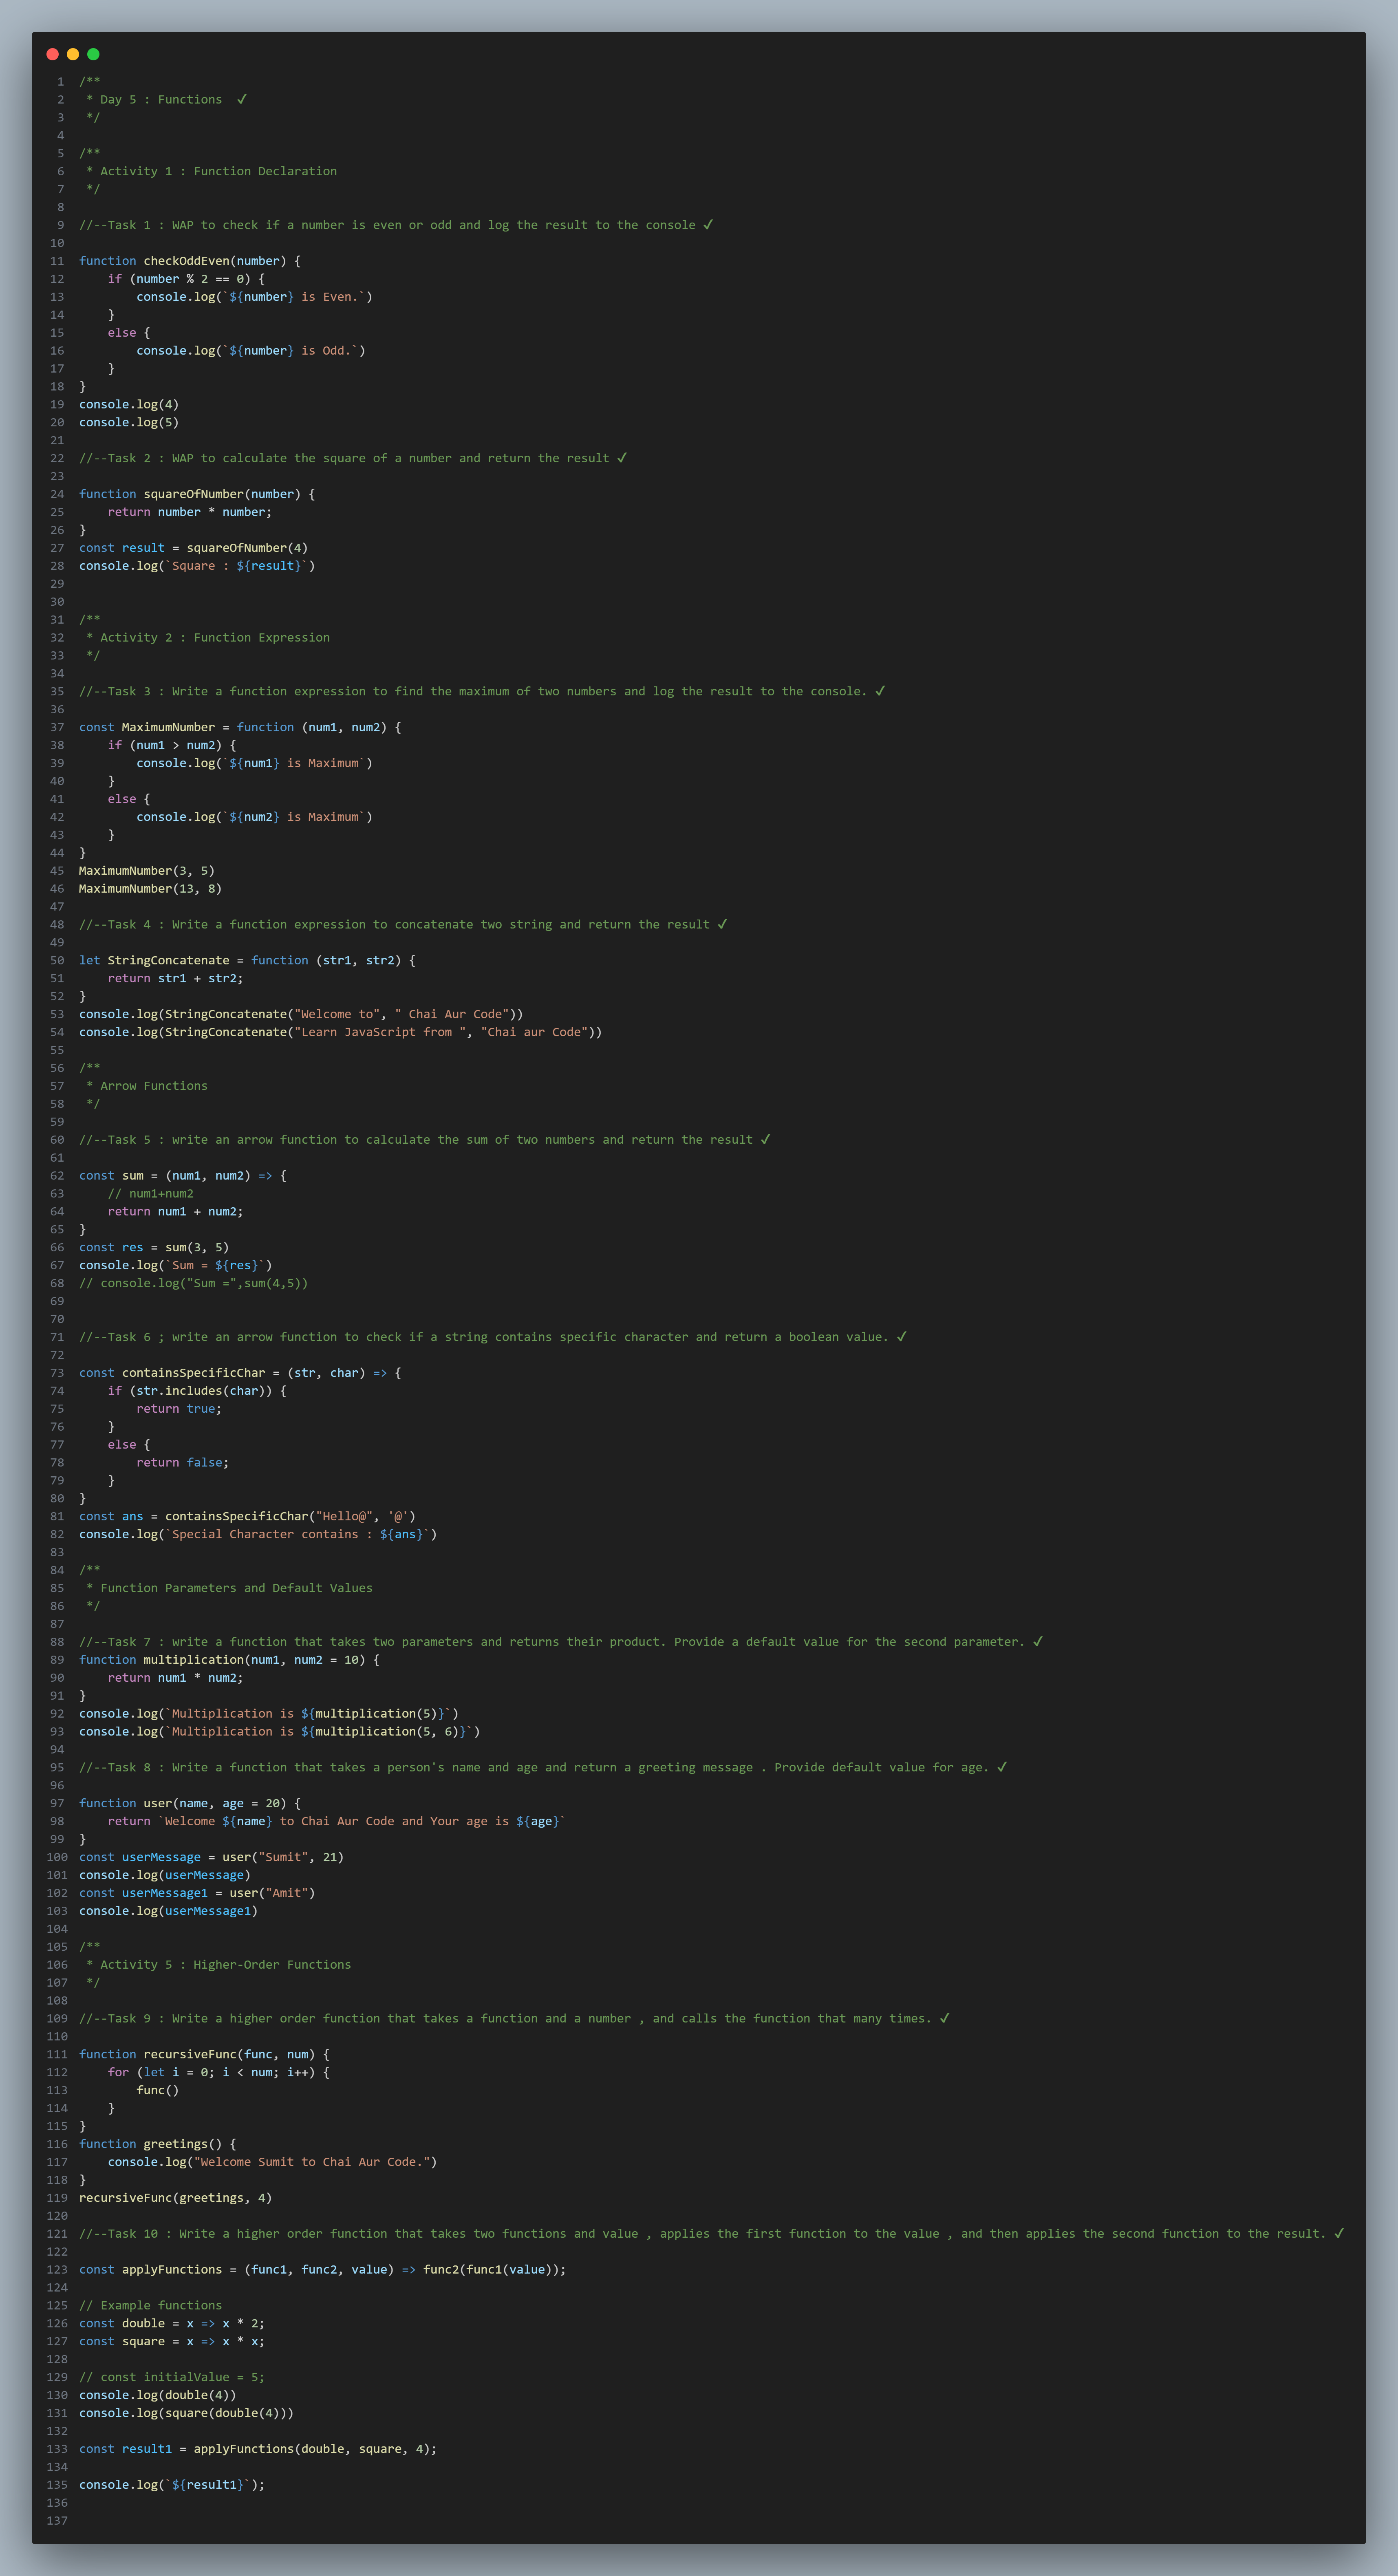 1 /**
2  * Day 5 : Functions  ✓
3  */
4
5 /**
6  * Activity 1 : Function Declaration
7  */
8
9 //--Task 1 : WAP to check if a number is even or odd and log the result to the console ✓
10
11 function checkOddEven(number) {
12     if (number % 2 == 0) {
13         console.log(`${number} is Even.`)
14     }
15     else {
16         console.log(`${number} is Odd.`)
17     }
18 }
19 console.log(4)
20 console.log(5)
21
22 //--Task 2 : WAP to calculate the square of a number and return the result ✓
23
24 function squareOfNumber(number) {
25     return number * number;
26 }
27 const result = squareOfNumber(4)
28 console.log(`Square : ${result}`)
29
30
31 /**
32  * Activity 2 : Function Expression
33  */
34
35 //--Task 3 : Write a function expression to find the maximum of two numbers and log the result to the console. ✓
36
37 const MaximumNumber = function (num1, num2) {
38     if (num1 > num2) {
39         console.log(`${num1} is Maximum`)
40     }
41     else {
42         console.log(`${num2} is Maximum`)
43     }
44 }
45 MaximumNumber(3, 5)
46 MaximumNumber(13, 8)
47
48 //--Task 4 : Write a function expression to concatenate two string and return the result ✓
49
50 let StringConcatenate = function (str1, str2) {
51     return str1 + str2;
52 }
53 console.log(StringConcatenate("Welcome to", " Chai Aur Code"))
54 console.log(StringConcatenate("Learn JavaScript from ", "Chai aur Code"))
55
56 /**
57  * Arrow Functions
58  */
59
60 //--Task 5 : write an arrow function to calculate the sum of two numbers and return the result ✓
61
62 const sum = (num1, num2) => {
63     // num1+num2
64     return num1 + num2;
65 }
66 const res = sum(3, 5)
67 console.log(`Sum = ${res}`)
68 // console.log("Sum =",sum(4,5))
69
70
71 //--Task 6 ; write an arrow function to check if a string contains specific character and return a boolean value. ✓
72
73 const containsSpecificChar = (str, char) => {
74     if (str.includes(char)) {
75         return true;
76     }
77     else {
78         return false;
79     }
80 }
81 const ans = containsSpecificChar("Hello@", '@')
82 console.log(`Special Character contains : ${ans}`)
83
84 /**
85  * Function Parameters and Default Values
86  */
87
88 //--Task 7 : write a function that takes two parameters and returns their product. Provide a default value for the second parameter. ✓
89 function multiplication(num1, num2 = 10) {
90     return num1 * num2;
91 }
92 console.log(`Multiplication is ${multiplication(5)}`)
93 console.log(`Multiplication is ${multiplication(5, 6)}`)
94
95 //--Task 8 : Write a function that takes a person's name and age and return a greeting message . Provide default value for age. ✓
96
97 function user(name, age = 20) {
98     return `Welcome ${name} to Chai Aur Code and Your age is ${age}`
99 }
100 const userMessage = user("Sumit", 21)
101 console.log(userMessage)
102 const userMessage1 = user("Amit")
103 console.log(userMessage1)
104
105 /**
106  * Activity 5 : Higher-Order Functions
107  */
108
109 //--Task 9 : Write a higher order function that takes a function and a number , and calls the function that many times. ✓
110
111 function recursiveFunc(func, num) {
112     for (let i = 0; i < num; i++) {
113         func()
114     }
115 }
116 function greetings() {
117     console.log("Welcome Sumit to Chai Aur Code.")
118 }
119 recursiveFunc(greetings, 4)
120
121 //--Task 10 : Write a higher order function that takes two functions and value , applies the first function to the value , and then applies the second function to the result. ✓
122
123 const applyFunctions = (func1, func2, value) => func2(func1(value));
124
125 // Example functions
126 const double = x => x * 2;
127 const square = x => x * x;
128
129 // const initialValue = 5;
130 console.log(double(4))
131 console.log(square(double(4)))
132
133 const result1 = applyFunctions(double, square, 4);
134
135 console.log(`${result1}`);
136
137